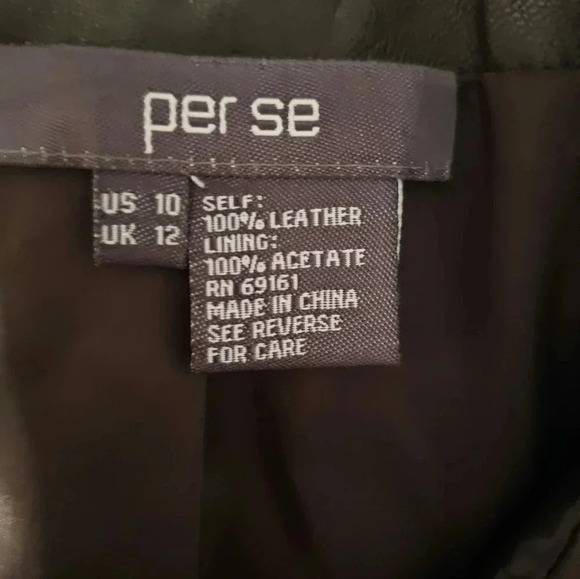 per se
US 10
UK 12
SELF:
100% LEATHER
LINING:
100% ACETATE
RN 69161
MADE IN CHINA
SEE REVERSE
FOR CARE